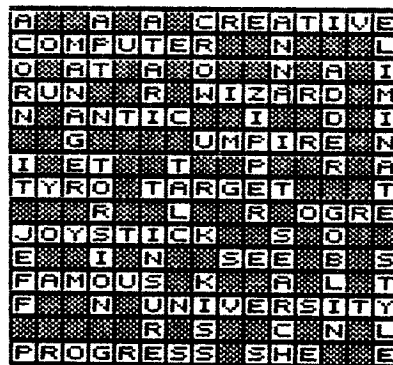 A A A CREATIVE
COMPUTER N L
O AT A O N A I
RUN R WIZARD M
N ANTIC I D I
G UMPIRE N
I ET T P R A
TYRO TARGET T
R L R OGRE
JOYSTICK S O
E I N SEE B S
FAMOUS K A L T
F N UNIVERSITY
R S C N L
PROGRESS SHE E